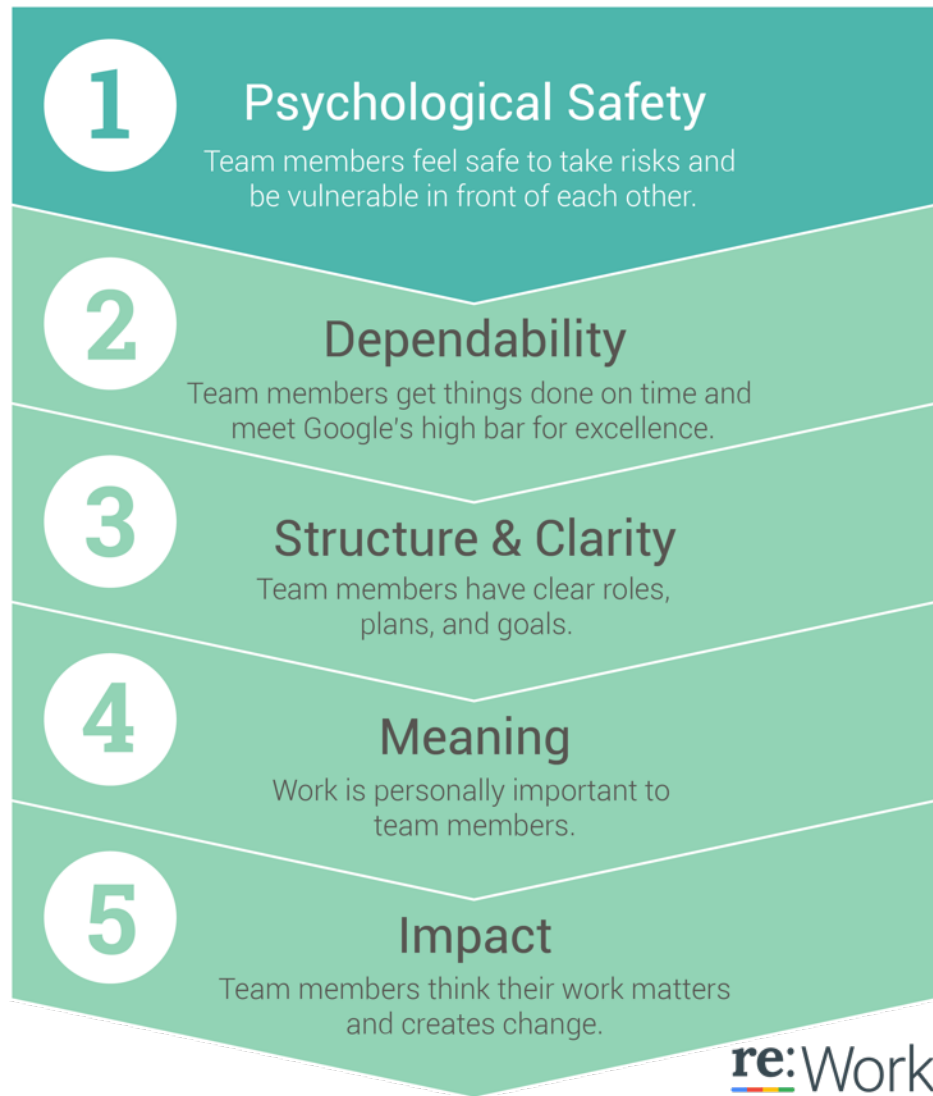 1
Psychological Safety
Team members feel safe to take risks and
be vulnerable in front of each other.
2
Dependability
Team members get things done on time and
meet Google's high bar for excellence.
3
Structure & Clarity
Team members have clear roles,
plans, and goals.
4
Meaning
Work is personally important to
team members.
5
Impact
Team members think their work matters
and creates change.
re:Work